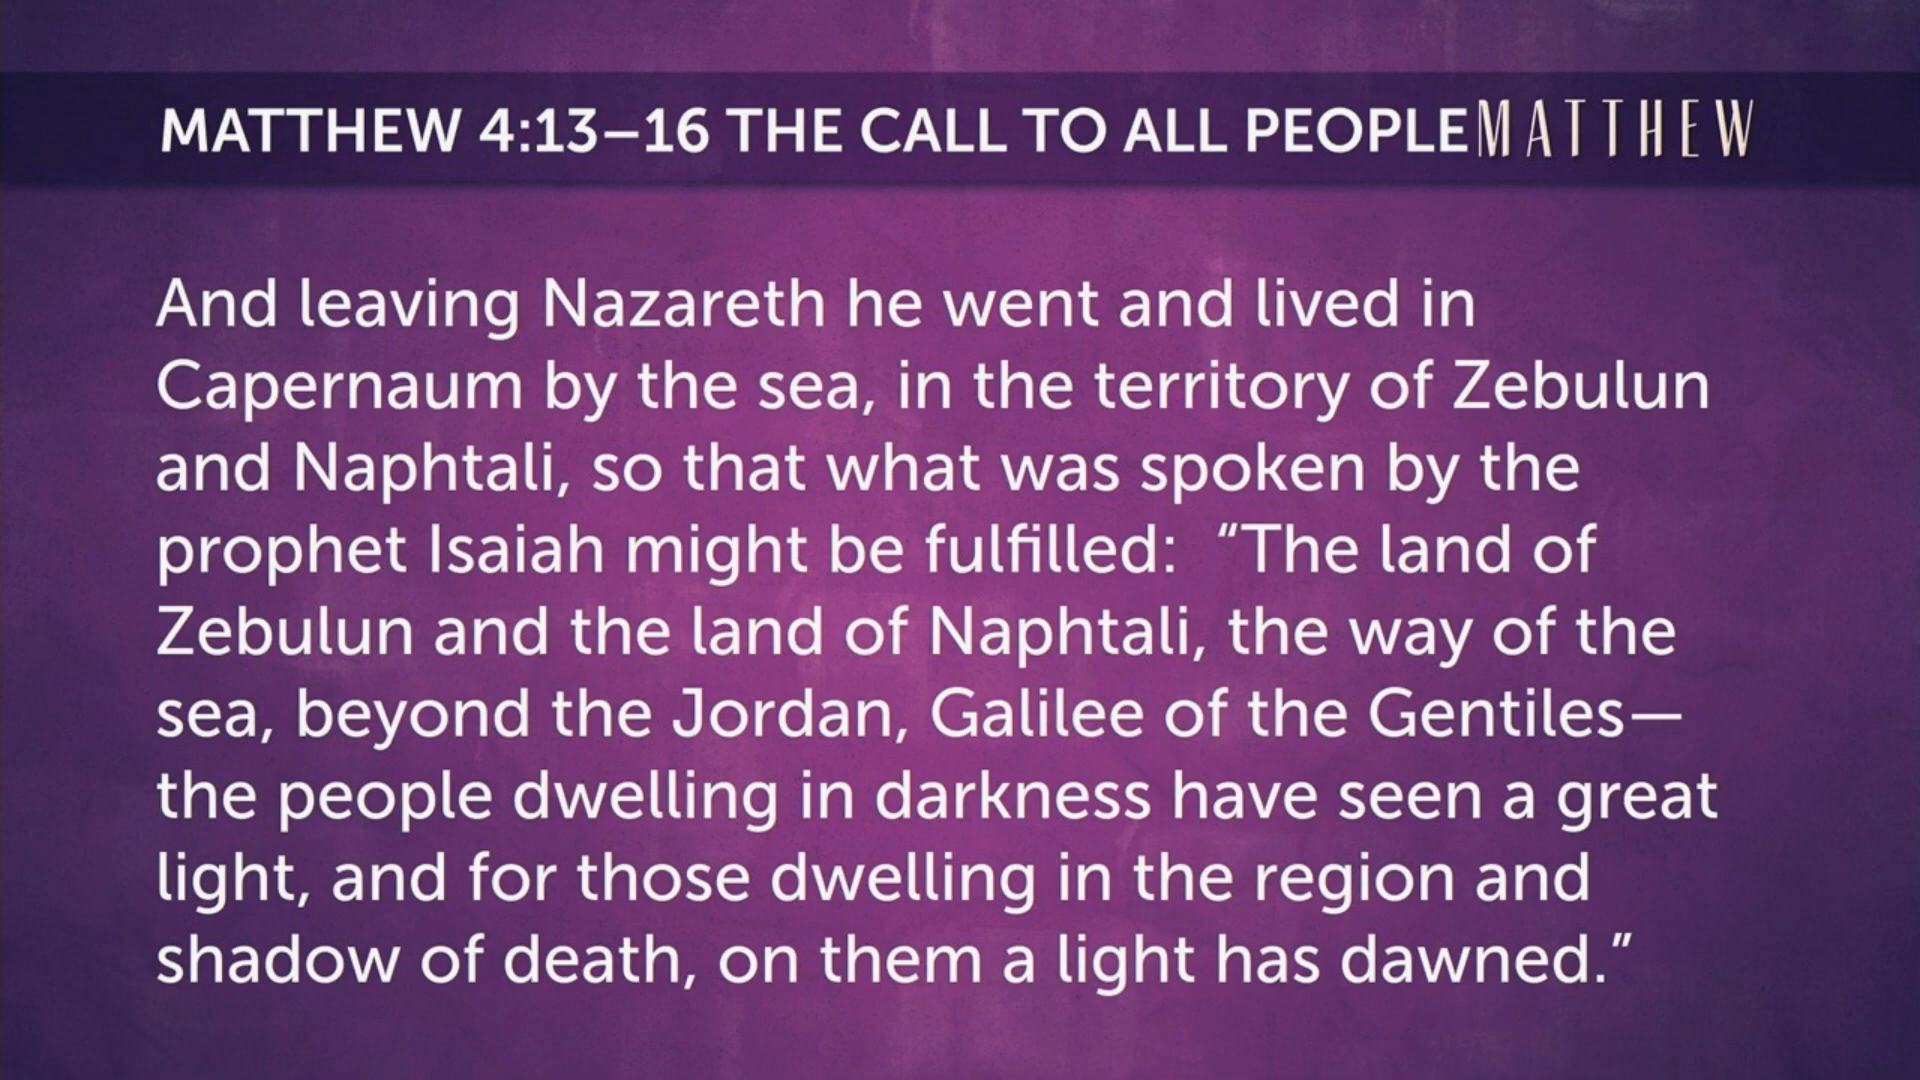 MATTHEW 4:13–16 THE CALL TO ALL PEOPLE MATTHEW
And leaving Nazareth he went and lived in
Capernaum by the sea, in the territory of Zebulun
and Naphtali, so that what was spoken by the
prophet Isaiah might be fulfilled:  “The land of
Zebulun and the land of Naphtali, the way of the
sea, beyond the Jordan, Galilee of the Gentiles—
the people dwelling in darkness have seen a great
light, and for those dwelling in the region and
shadow of death, on them a light has dawned.”